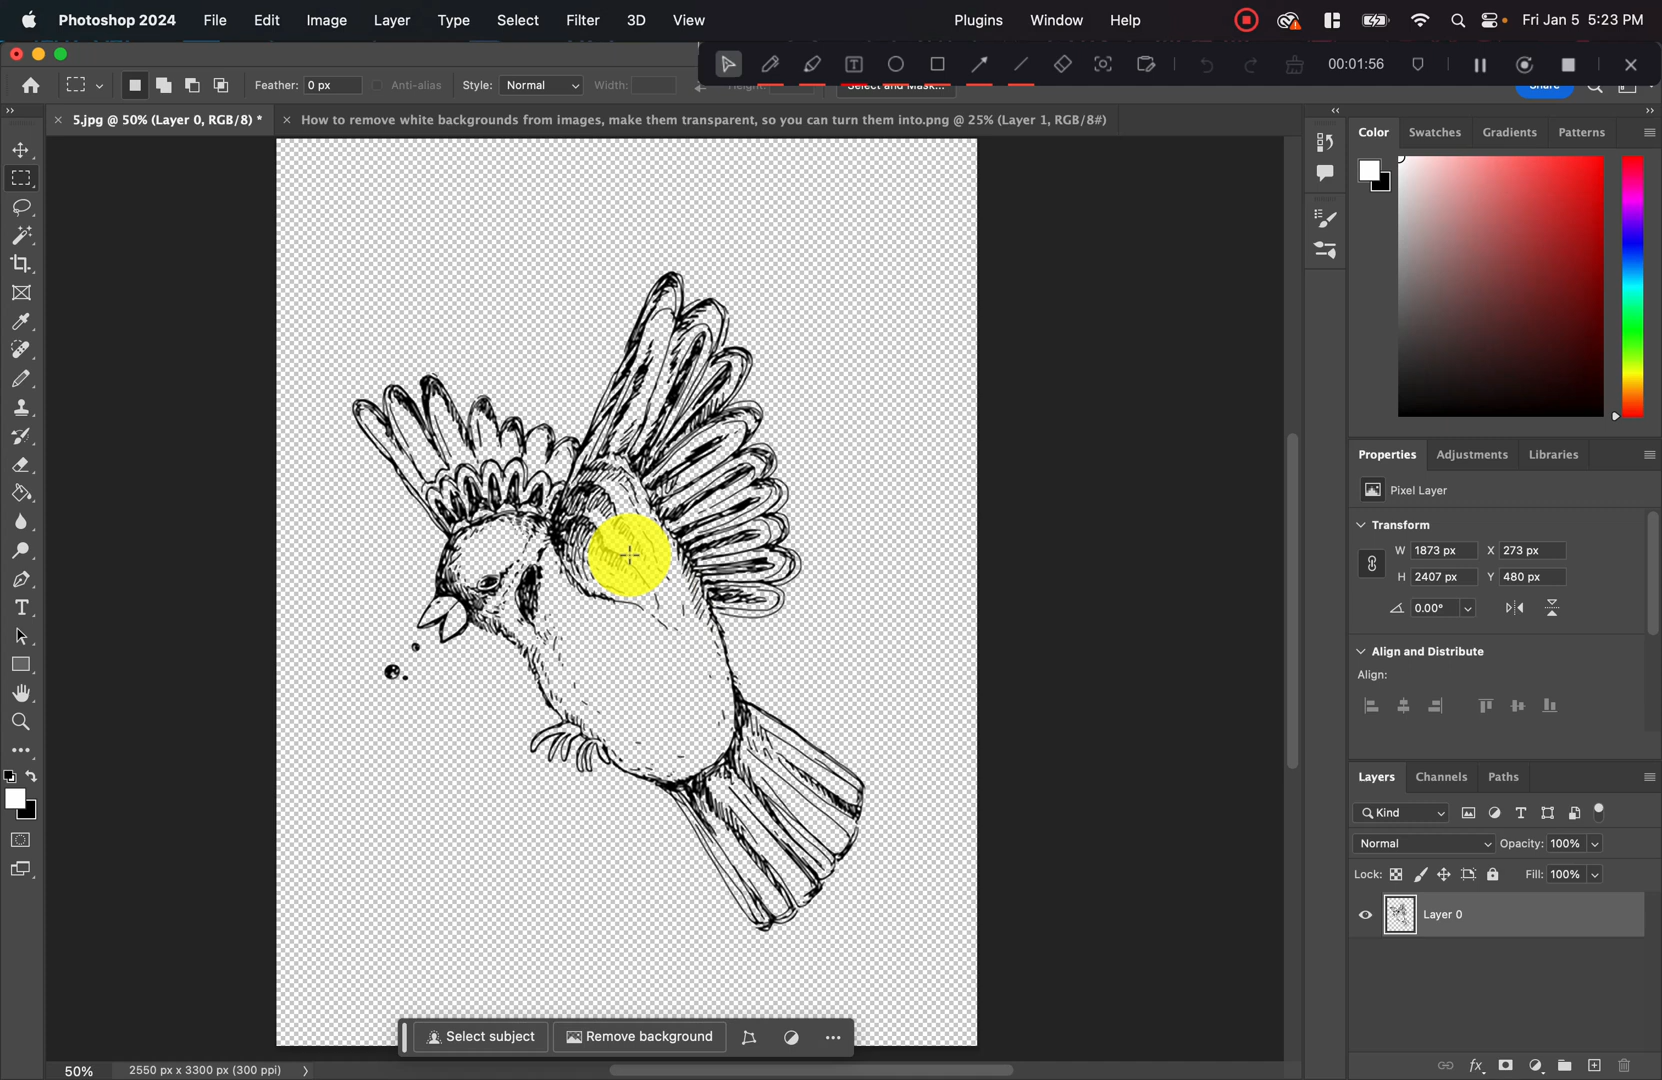 Photoshop 2024 File Edit Image Layer Type Select Filter 3D View Plugins Window Help Fri Jan 5 5:23 PM
00:01:56
Feather: 0 px Anti-alias Style: Normal Width: Height: Select and Mask... Share
5.jpg @ 50% (Layer 0, RGB/8) * How to remove white backgrounds from images, make them transparent, so you can turn them into.png @ 25% (Layer 1, RGB/8#)
Color Swatches Gradients Patterns
Properties Adjustments Libraries
Pixel Layer
Transform
W 1873 px X 273 px
H 2407 px Y 480 px
0.00°
Align and Distribute
Align:
Layers Channels Paths
Kind
Normal Opacity: 100%
Lock: Fill: 100%
Layer 0
Select subject Remove background
50% 2550 px x 3300 px (300 ppi)